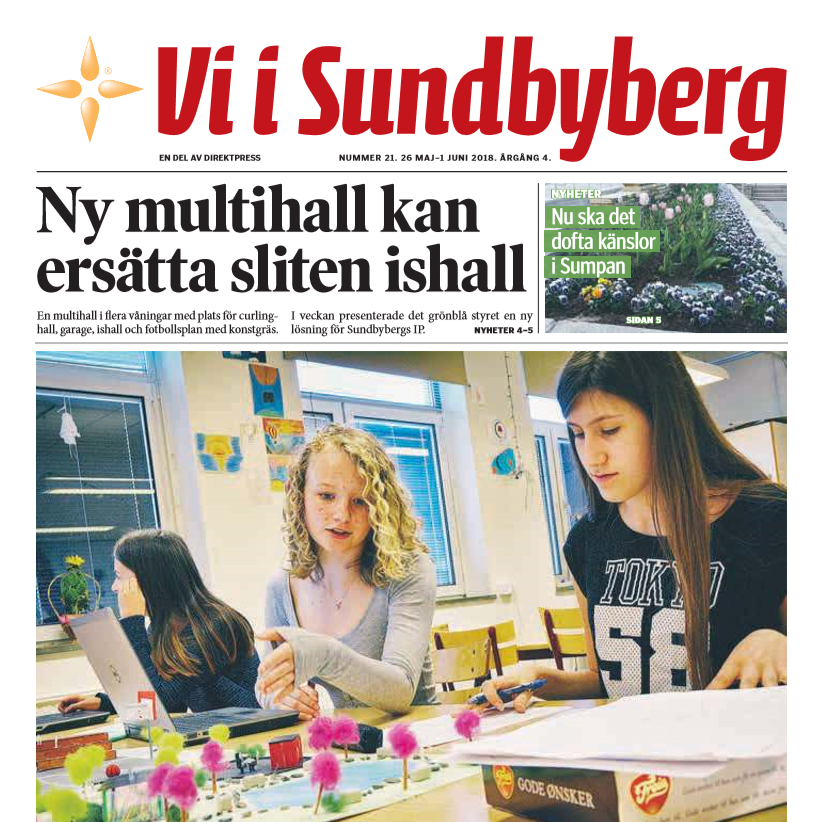 ®
Vi i Sundbyberg
EN DEL AV DIREKTPRESS
NUMMER 21. 26 MAJ–1 JUNI 2018. ÅRGÅNG 4.
Ny multihall kan
ersätta sliten ishall
En multihall i flera våningar med plats för curling-
hall, garage, ishall och fotbollsplan med konstgräs.
I veckan presenterade det grönblå styret en ny
lösning för Sundbybergs IP.
NYHETER 4–5
NYHETER
Nu ska det
dofta känslor
i Sumpan
SIDAN 5
TOKYO
58
GODE ØNSKER
Freia
Freia